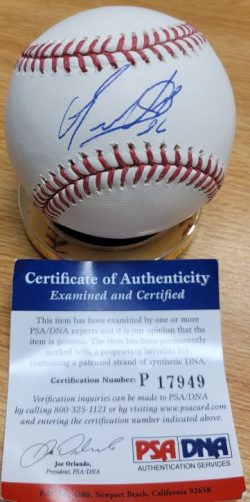 36
Certificate of Authenticity
Examined and Certified
This item has been examined by one or more
PSA/DNA experts and it is our opinion that the
item is genuine. The item has been permanently
marked with a proprietary invisible ink
containing a patented strand of synthetic DNA.
Certification Number: P 17949
Verification inquiries can be made to PSA/DNA
by calling 800-325-1121 or by visiting www.psacard.com
and entering the certification number indicated above.
Joe Orlando,
President, PSA/DNA
PSA DNA
AUTHENTICATION SERVICES
6180, Newport Beach, California 92658